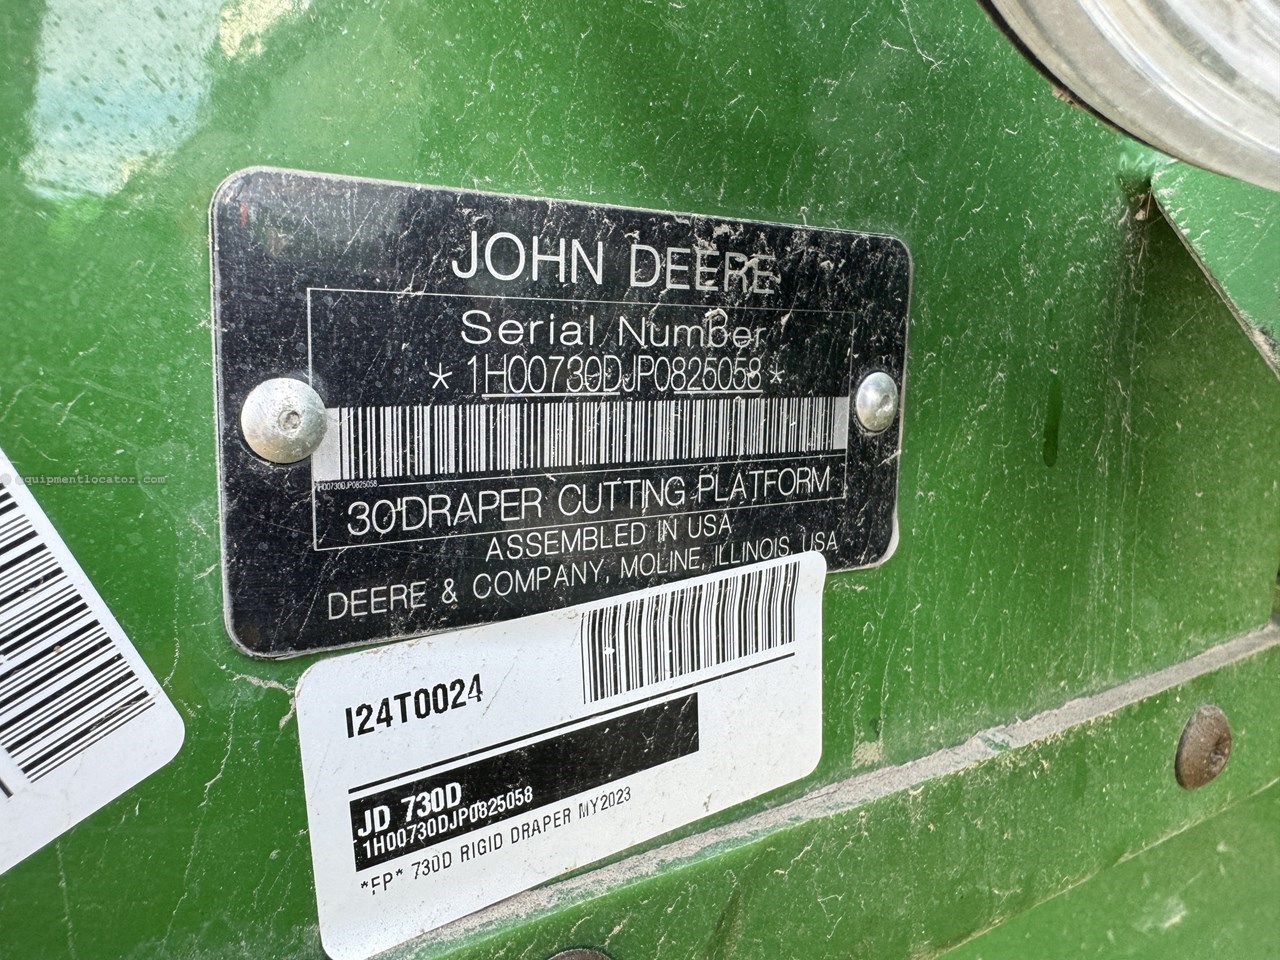 JOHN DEERE
Serial Number
* 1H00730DJP0825058 *
1H00730DJP0825058
30'DRAPER CUTTING PLATFORM
ASSEMBLED IN USA
DEERE & COMPANY, MOLINE, ILLINOIS, USA
I24T0024
JD 730D
1H00730DJP0825058
*FP* 730D RIGID DRAPER MY2023
equipmentlocator.com